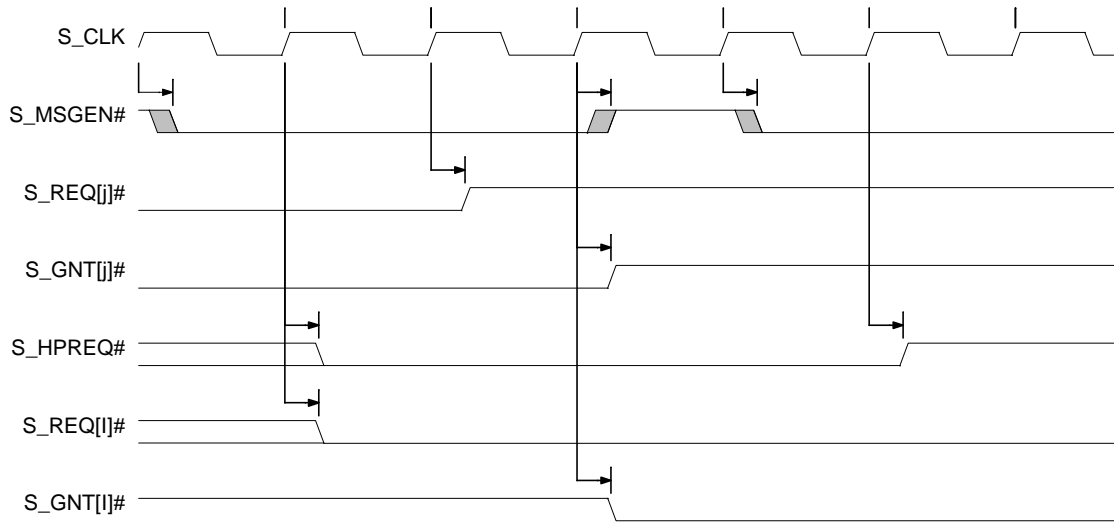 S_CLK
S_MSGEN#
S_REQ[j]#
S_GNT[j]#
S_HPREQ#
S_REQ[I]#
S_GNT[I]#